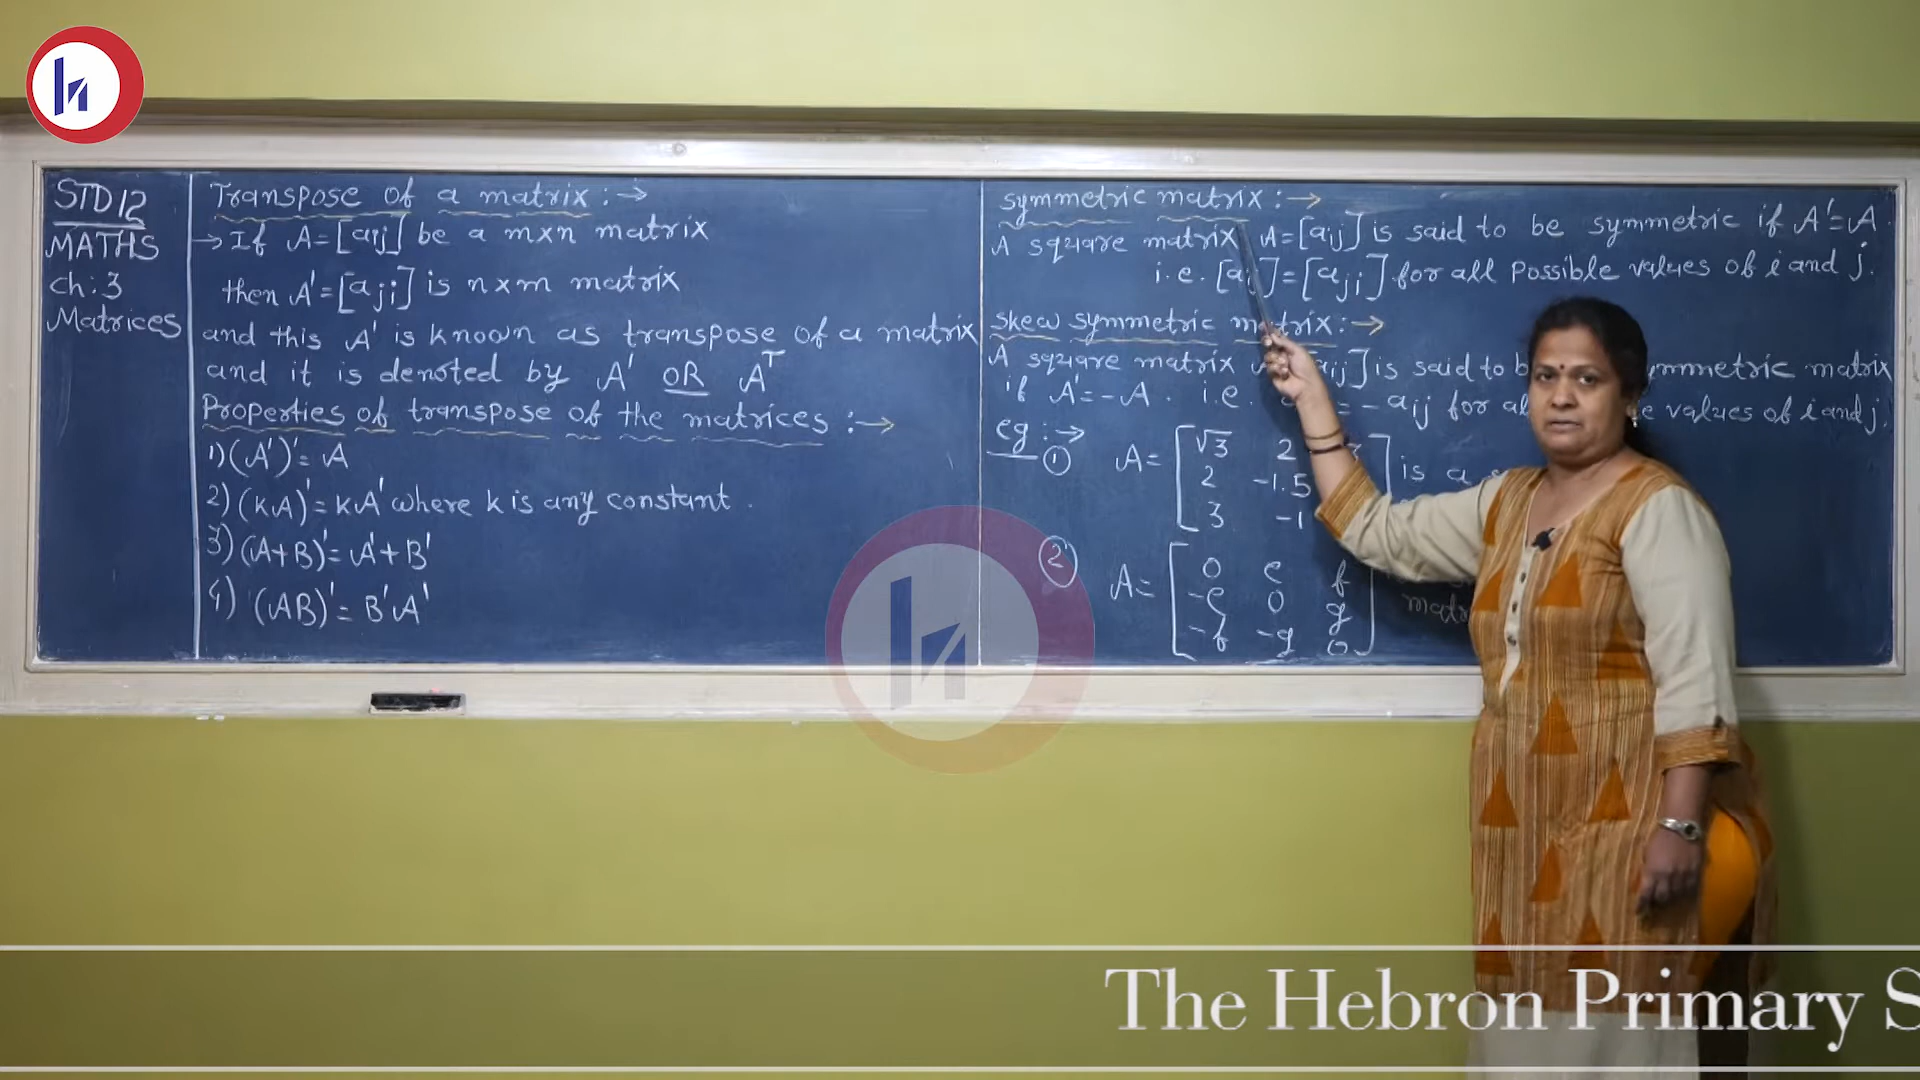 STD 12
MATHS
Ch:3
Matrices
Transpose of a matrix :→
→ If A=[aij] be a m×n matrix
then A'=[aji] is n×m matrix
and this A' is known as transpose of a matrix
and it is denoted by A' OR A^T
Properties of transpose of the matrices :→
1) (A')'= A
2) (KA)'= KA' where k is any constant.
3) (A+B)'= A'+B'
4) (AB)'= B'A'
symmetric matrix :→
A square matrix A=[aij] is said to be symmetric if A'=A.
i.e. [aij]=[aji] for all possible values of i and j.
skew symmetric matrix :→
A square matrix aij] is said to mmetric matrix
if A'=-A. i.e. = -aij for values of i and j.
eg :→
① A= [√3 2
2 -1.5
3 -1 ] is a
② A= [0 e f
-e 0 g
-f -g 0]
The Hebron Primary S